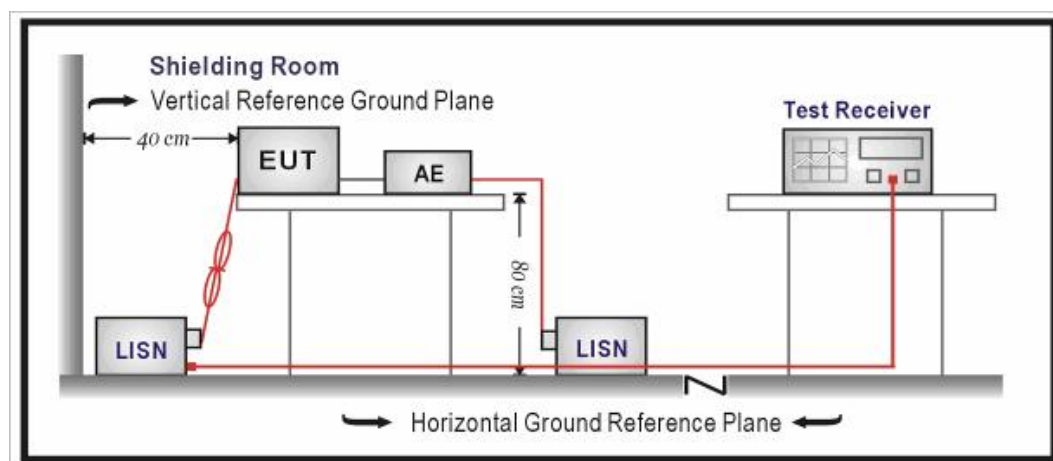 Shielding Room
Vertical Reference Ground Plane
40 cm
EUT
AE
Test Receiver
80 cm
LISN
LISN
Horizontal Ground Reference Plane